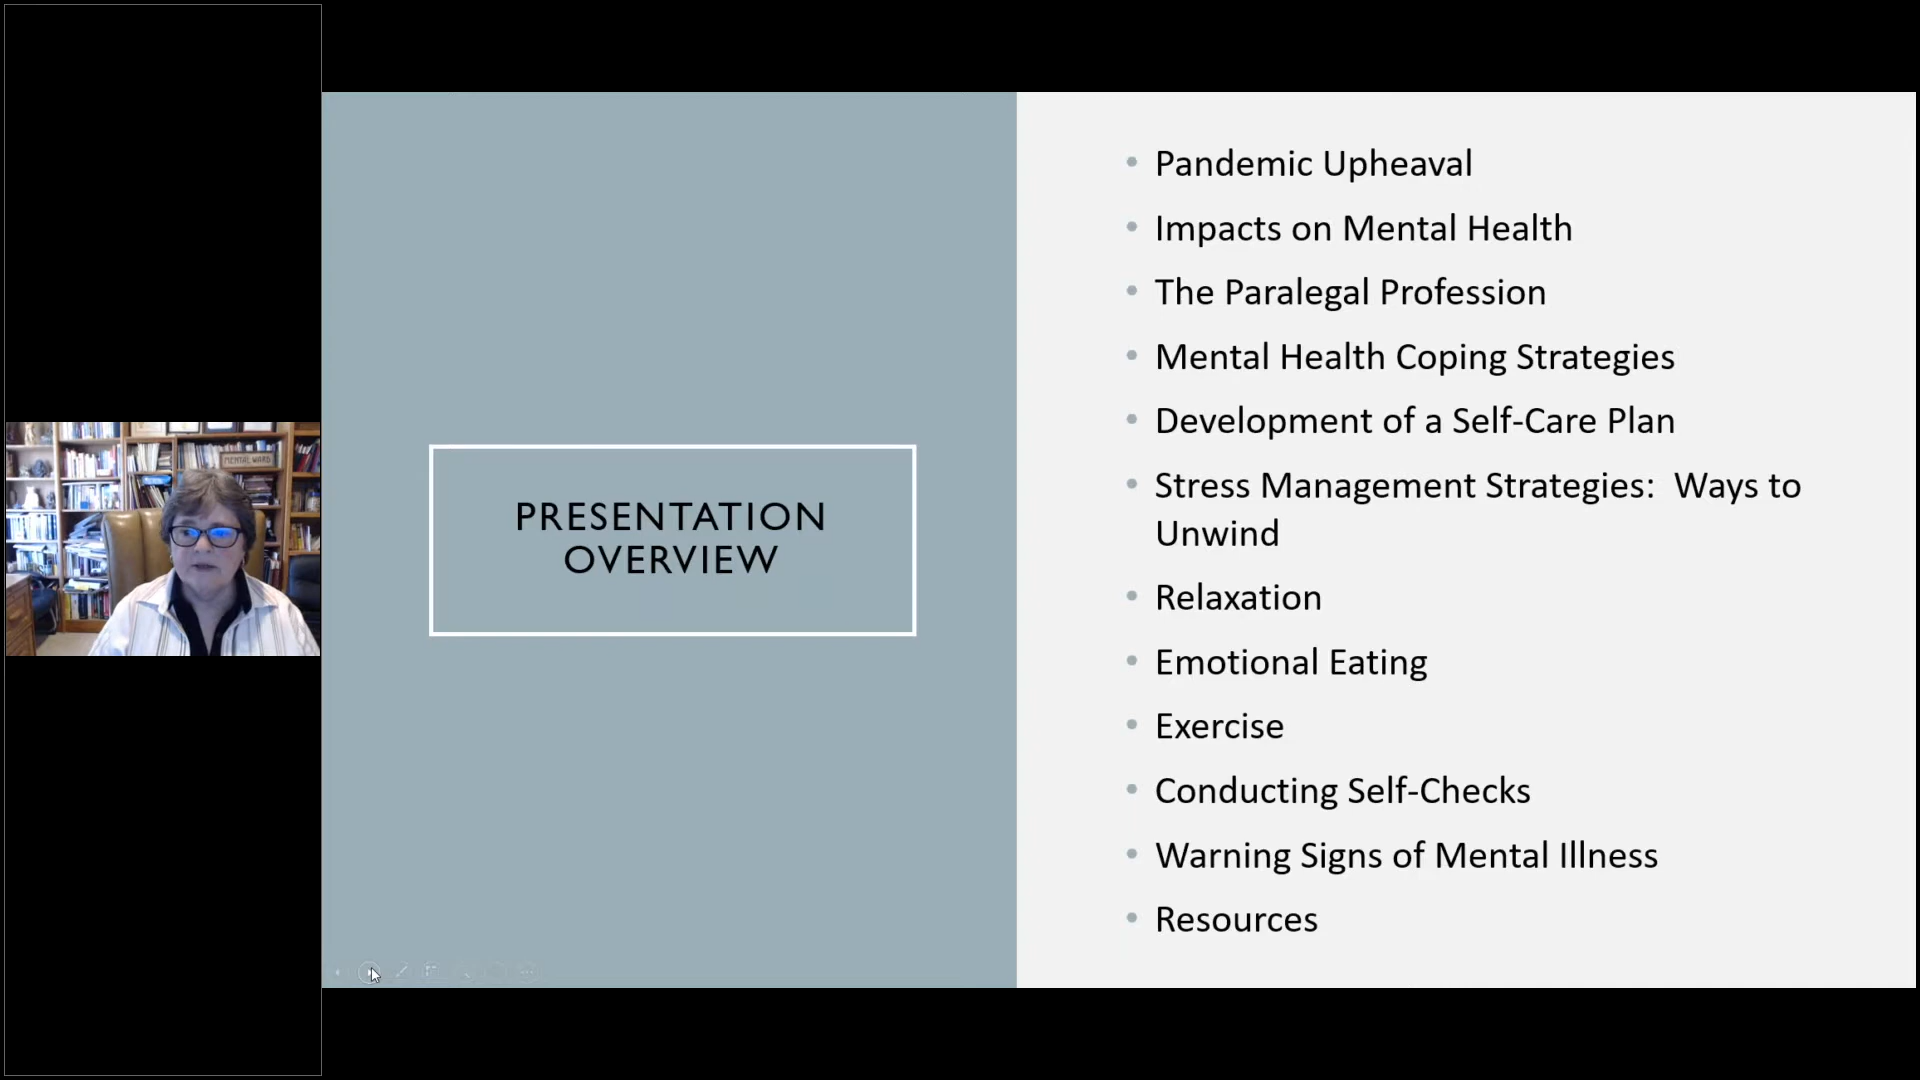 MENTAL WARD
PRESENTATION
OVERVIEW
• Pandemic Upheaval
• Impacts on Mental Health
• The Paralegal Profession
• Mental Health Coping Strategies
• Development of a Self-Care Plan
• Stress Management Strategies:  Ways to
Unwind
• Relaxation
• Emotional Eating
• Exercise
• Conducting Self-Checks
• Warning Signs of Mental Illness
• Resources